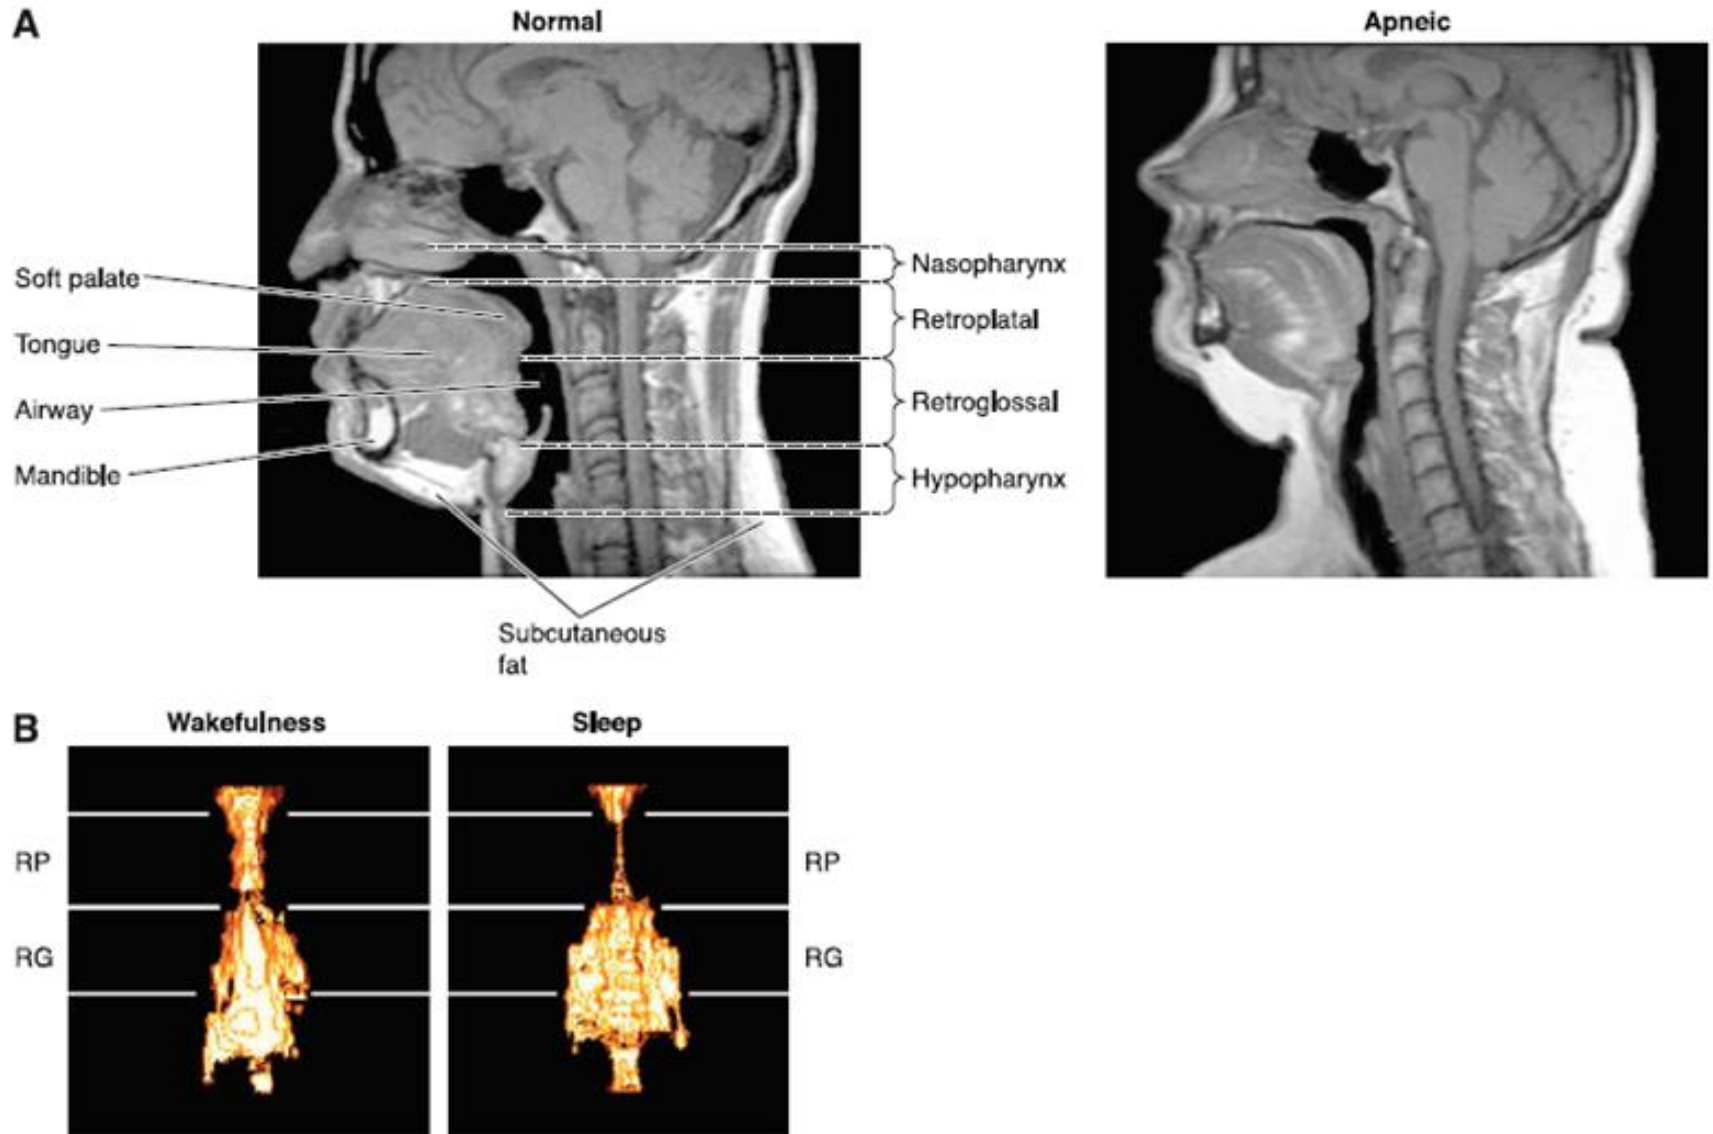 A
Normal
Apneic
Soft palate
Tongue
Airway
Mandible
Nasopharynx
Retroplatal
Retroglossal
Hypopharynx
Subcutaneous
fat
B
Wakefulness
Sleep
RP
RP
RG
RG